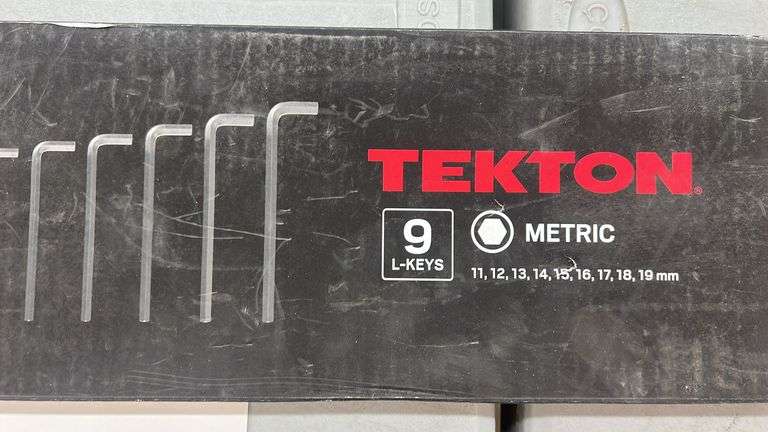 TEKTON®
9
L-KEYS
METRIC
11, 12, 13, 14, 15, 16, 17, 18, 19 mm